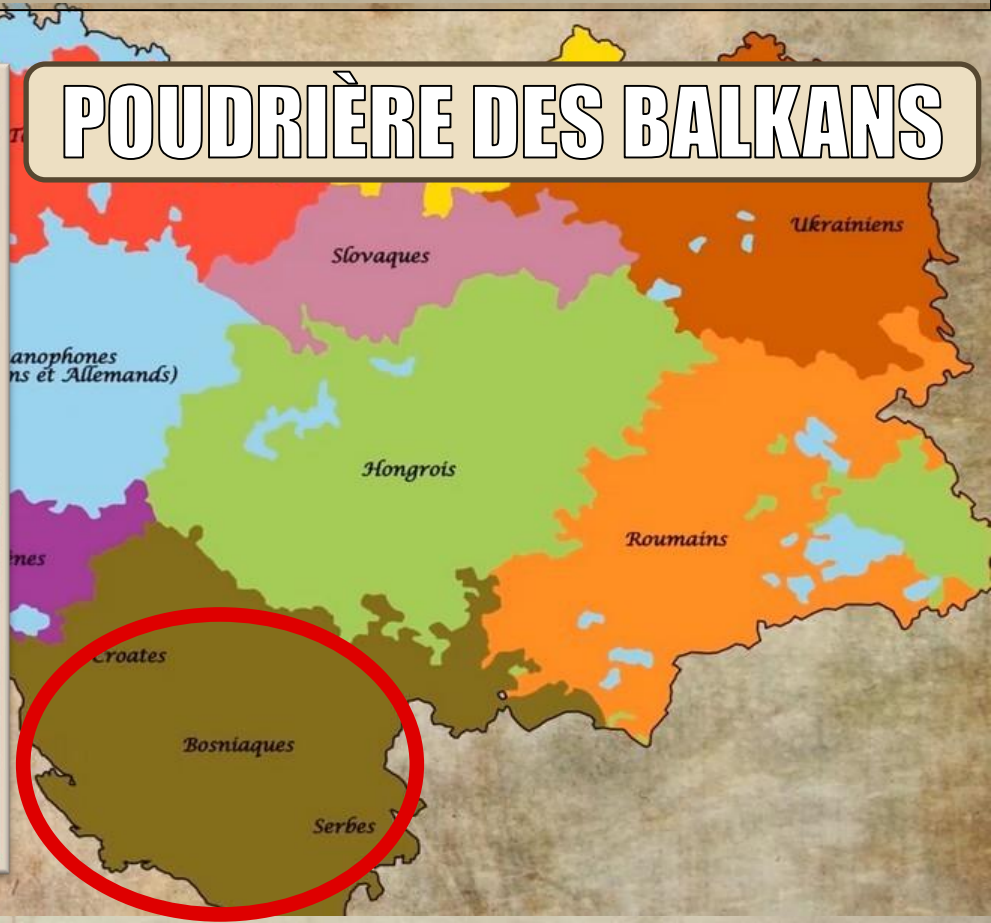 POUDRIÈRE DES BALKANS
Ukrainiens
Slovaques
anophones
ns et Allemands)
Hongrois
Roumains
nes
Croates
Bosniaques
Serbes